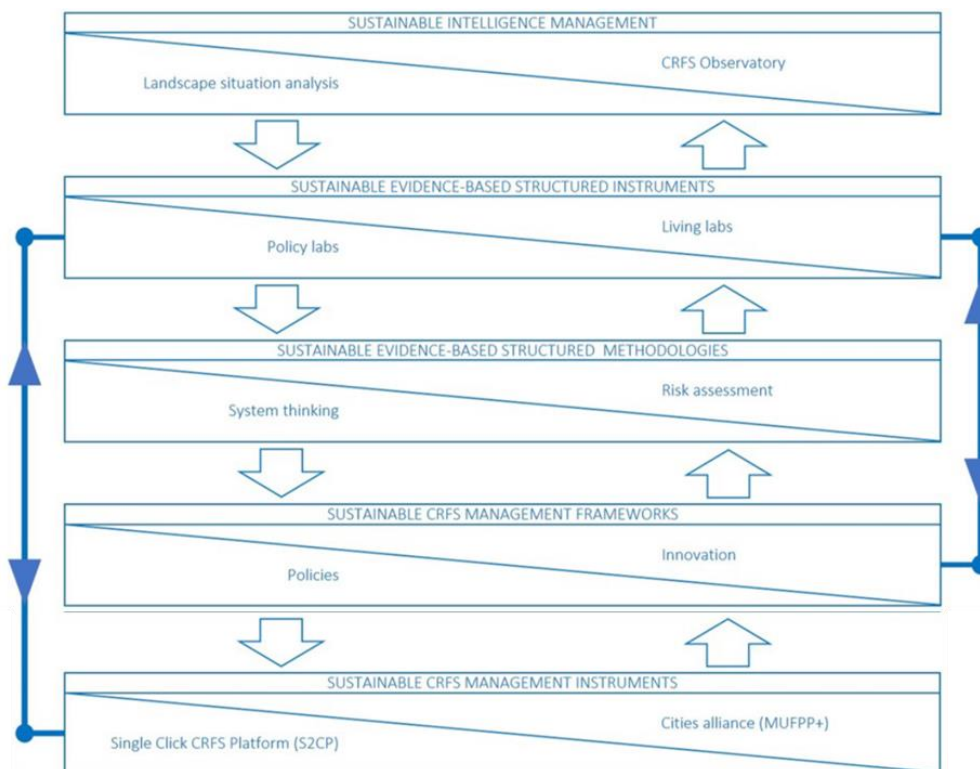 SUSTAINABLE INTELLIGENCE MANAGEMENT
CRFS Observatory
Landscape situation analysis
SUSTAINABLE EVIDENCE-BASED STRUCTURED INSTRUMENTS
Living labs
Policy labs
SUSTAINABLE EVIDENCE-BASED STRUCTURED METHODOLOGIES
Risk assessment
System thinking
SUSTAINABLE CRFS MANAGEMENT FRAMEWORKS
Innovation
Policies
SUSTAINABLE CRFS MANAGEMENT INSTRUMENTS
Cities alliance (MUFPP+)
Single Click CRFS Platform (S2CP)